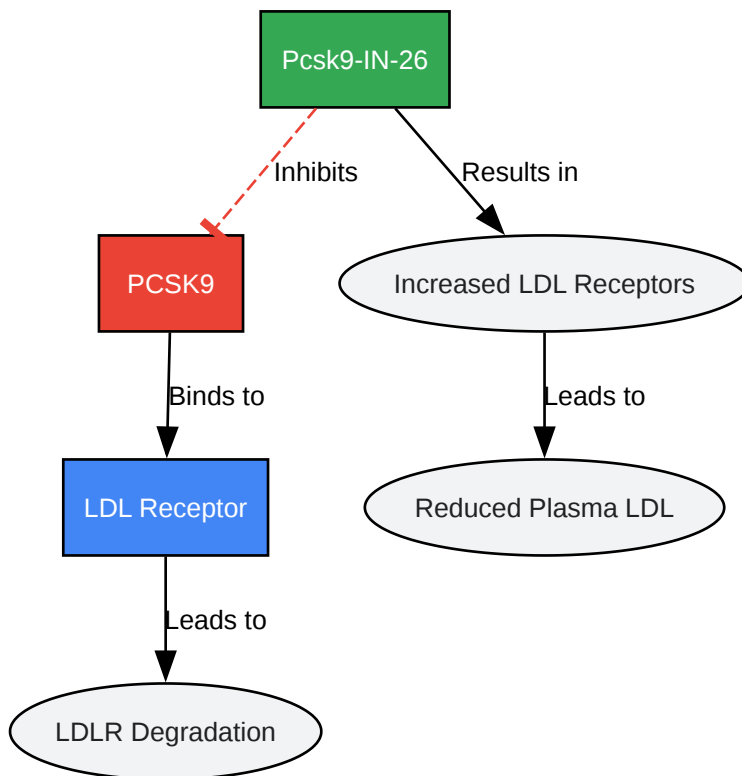 Pcsk9-IN-26
Inhibits
Results in
PCSK9
Increased LDL Receptors
Binds to
Leads to
LDL Receptor
Reduced Plasma LDL
Leads to
LDLR Degradation